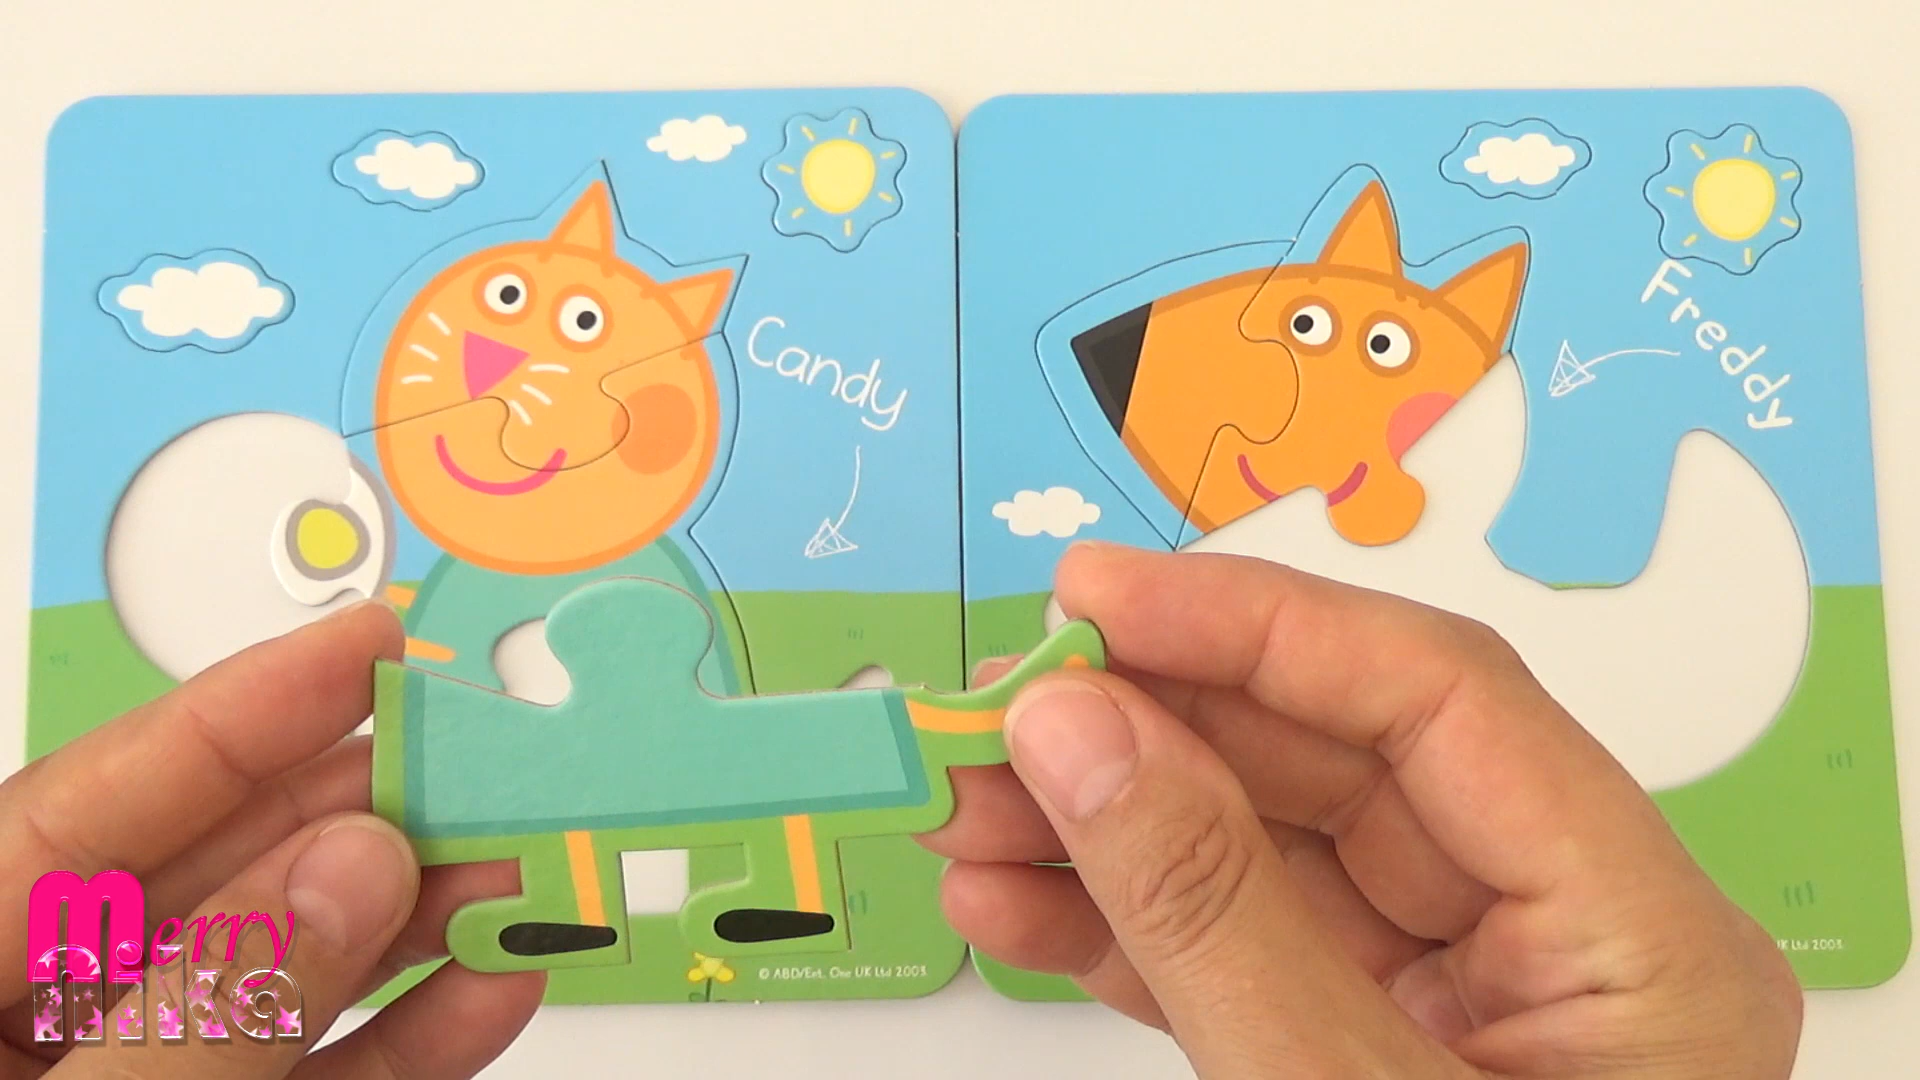 Candy
Freddy
© ABD/Ent. One UK Ltd 2003.
UK Ltd 2003.
Merry
nika